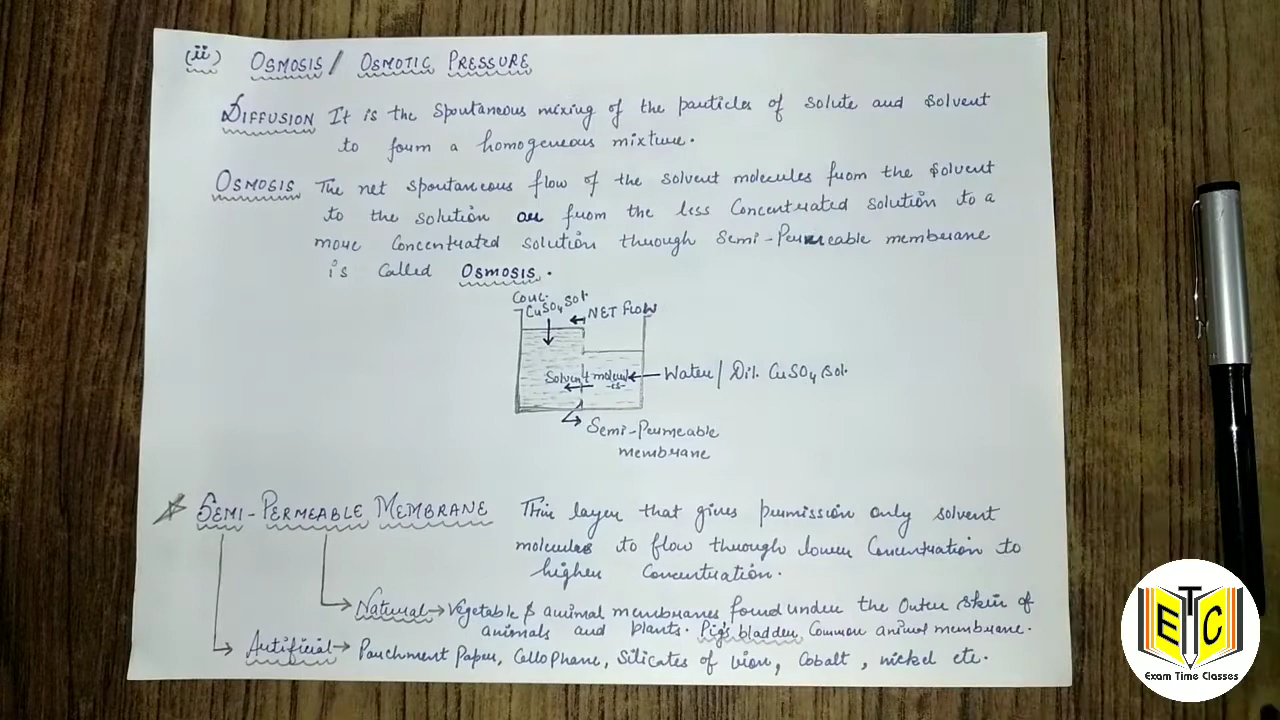 (ii) OSMOSIS / OSMOTIC PRESSURE
DIFFUSION It is the spontaneous mixing of the particles of solute and solvent
to form a homogeneous mixture.
OSMOSIS The net spontaneous flow of the solvent molecules from the solvent
to the solution or from the less concentrated solution to a
more concentrated solution through Semi-Permeable membrane
is called OSMOSIS.
Conc.
CuSO4 sol.
NET FLOW
Solvent molecul
-es-
Water / Dil. CuSO4 sol.
Semi-Permeable
membrane
SEMI-PERMEABLE MEMBRANE Thin layer that gives permission only solvent
molecules to flow through lower concentration to
higher concentration.
Natural → Vegetable & animal membranes found under the outer skin of
animals and plants. Pig's bladder common animal membrane.
Artificial → Parchment Paper, Cellophane, Silicates of iron, Cobalt, nickel etc.
ETC
Exam Time Classes